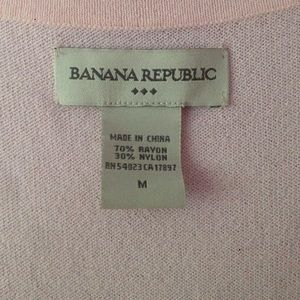 BANANA REPUBLIC
MADE IN CHINA
70% RAYON
30% NYLON
RN 54023 CA 17897
M